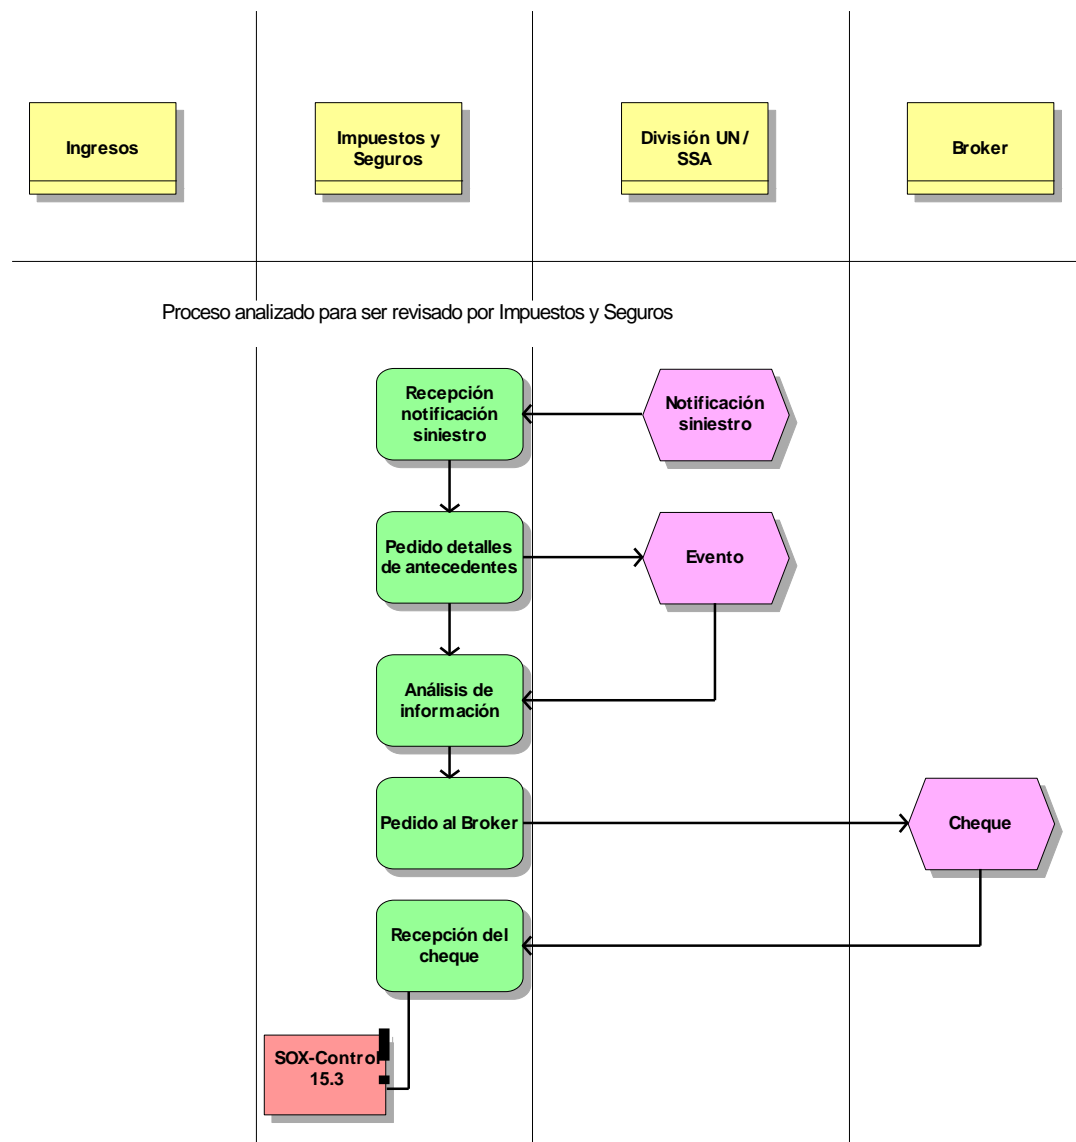 Ingresos
Impuestos y
Seguros
División UN/
SSA
Broker
Proceso analizado para ser revisado por Impuestos y Seguros
Recepción
notificación
siniestro
Notificación
siniestro
Pedido detalles
de antecedentes
Evento
Análisis de
información
Pedido al Broker
Cheque
Recepción del
cheque
SOX-Control
15.3